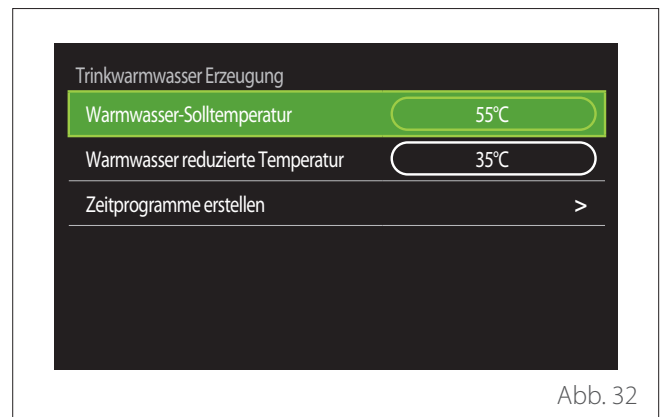 Trinkwarmwasser Erzeugung
Warmwasser-Solltemperatur 55°C
Warmwasser reduzierte Temperatur 35°C
Zeitprogramme erstellen >
Abb. 32